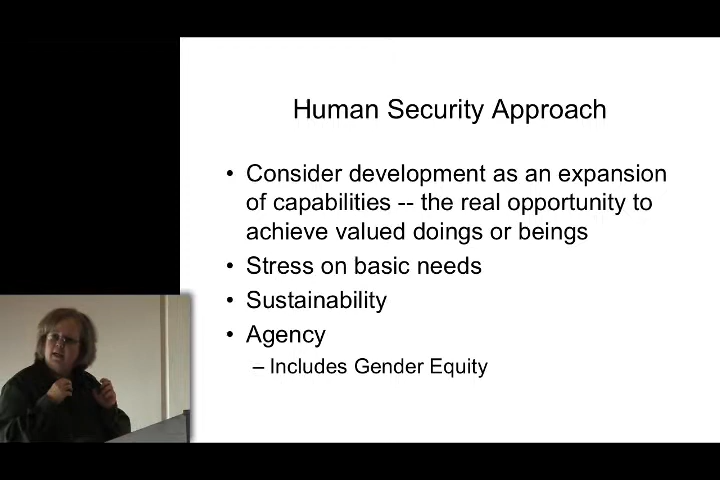 Human Security Approach
• Consider development as an expansion
of capabilities -- the real opportunity to
achieve valued doings or beings
• Stress on basic needs
• Sustainability
• Agency
– Includes Gender Equity